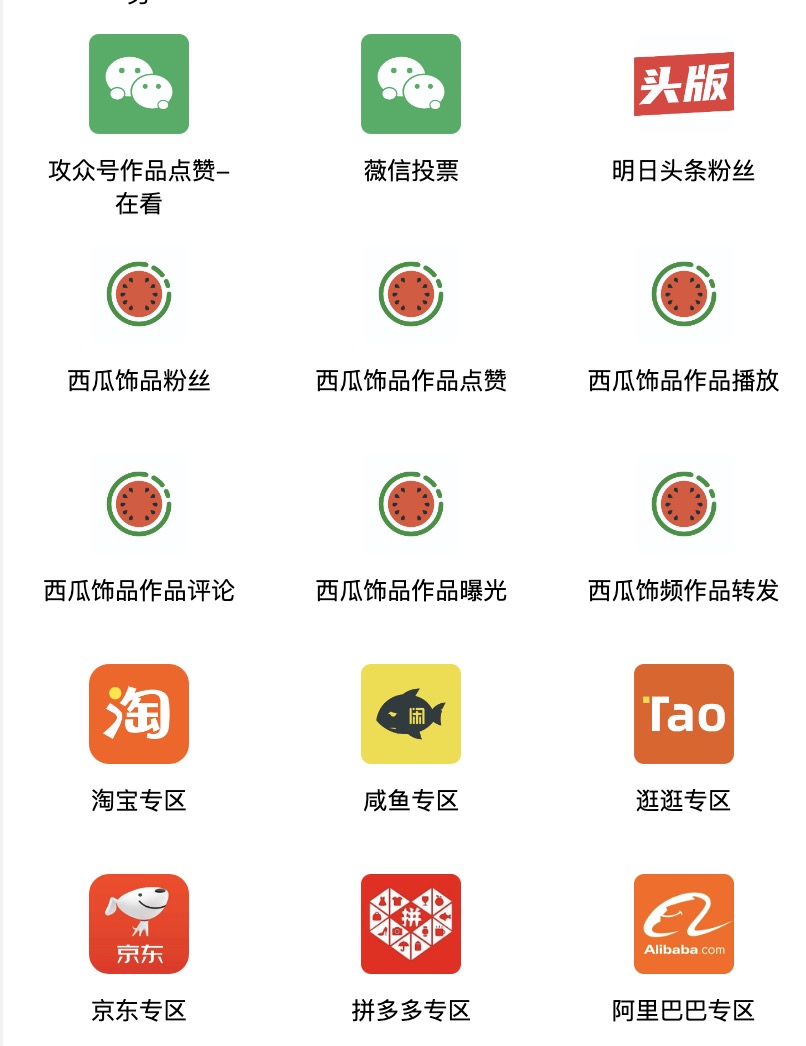 头版
攻众号作品点赞-
在看
薇信投票
明日头条粉丝
西瓜饰品粉丝
西瓜饰品作品点赞
西瓜饰品作品播放
西瓜饰品作品评论
西瓜饰品作品曝光
西瓜饰频作品转发
淘
闲
Tao
淘宝专区
咸鱼专区
逛逛专区
京东
拼
Alibaba.com
京东专区
拼多多专区
阿里巴巴专区